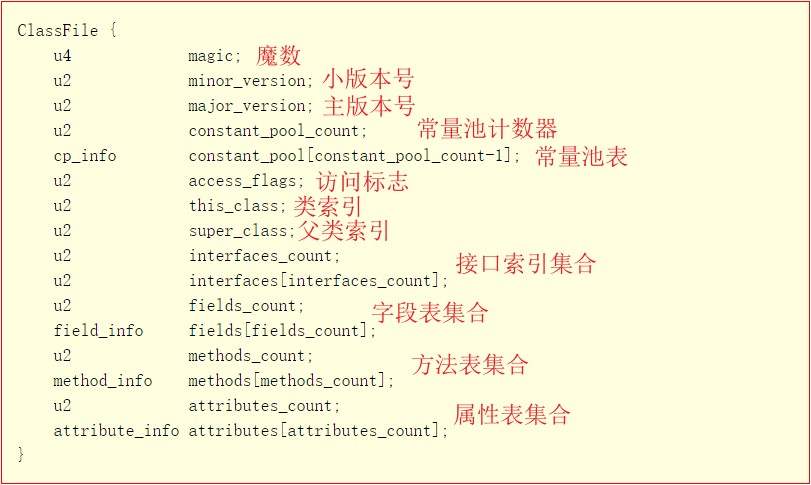 ClassFile {
u4 magic; 魔数
u2 minor_version; 小版本号
u2 major_version; 主版本号
u2 constant_pool_count; 常量池计数器
cp_info constant_pool[constant_pool_count-1]; 常量池表
u2 access_flags; 访问标志
u2 this_class; 类索引
u2 super_class; 父类索引
u2 interfaces_count;
接口索引集合
u2 interfaces[interfaces_count];
u2 fields_count;
字段表集合
field_info fields[fields_count];
u2 methods_count;
方法表集合
method_info methods[methods_count];
u2 attributes_count;
属性表集合
attribute_info attributes[attributes_count];
}